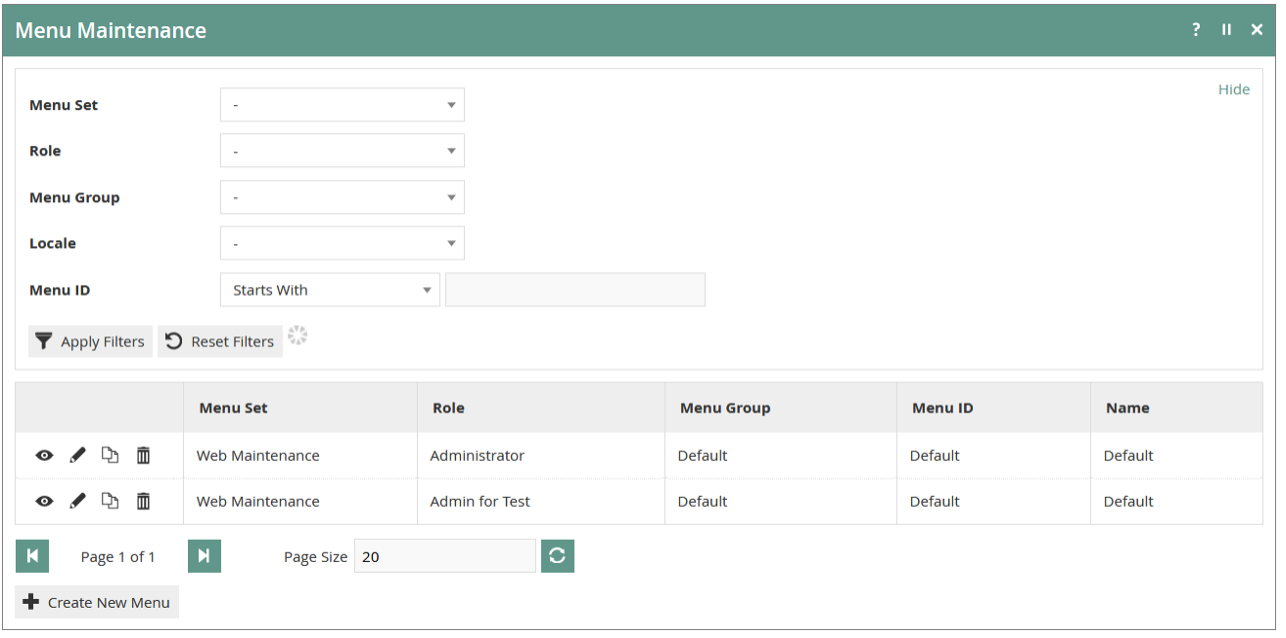 Menu Maintenance ?
Hide
Menu Set -
Role -
Menu Group -
Locale -
Menu ID Starts With
Apply Filters Reset Filters
Menu Set Role Menu Group Menu ID Name
Web Maintenance Administrator Default Default Default
Web Maintenance Admin for Test Default Default Default
Page 1 of 1 Page Size 20
Create New Menu